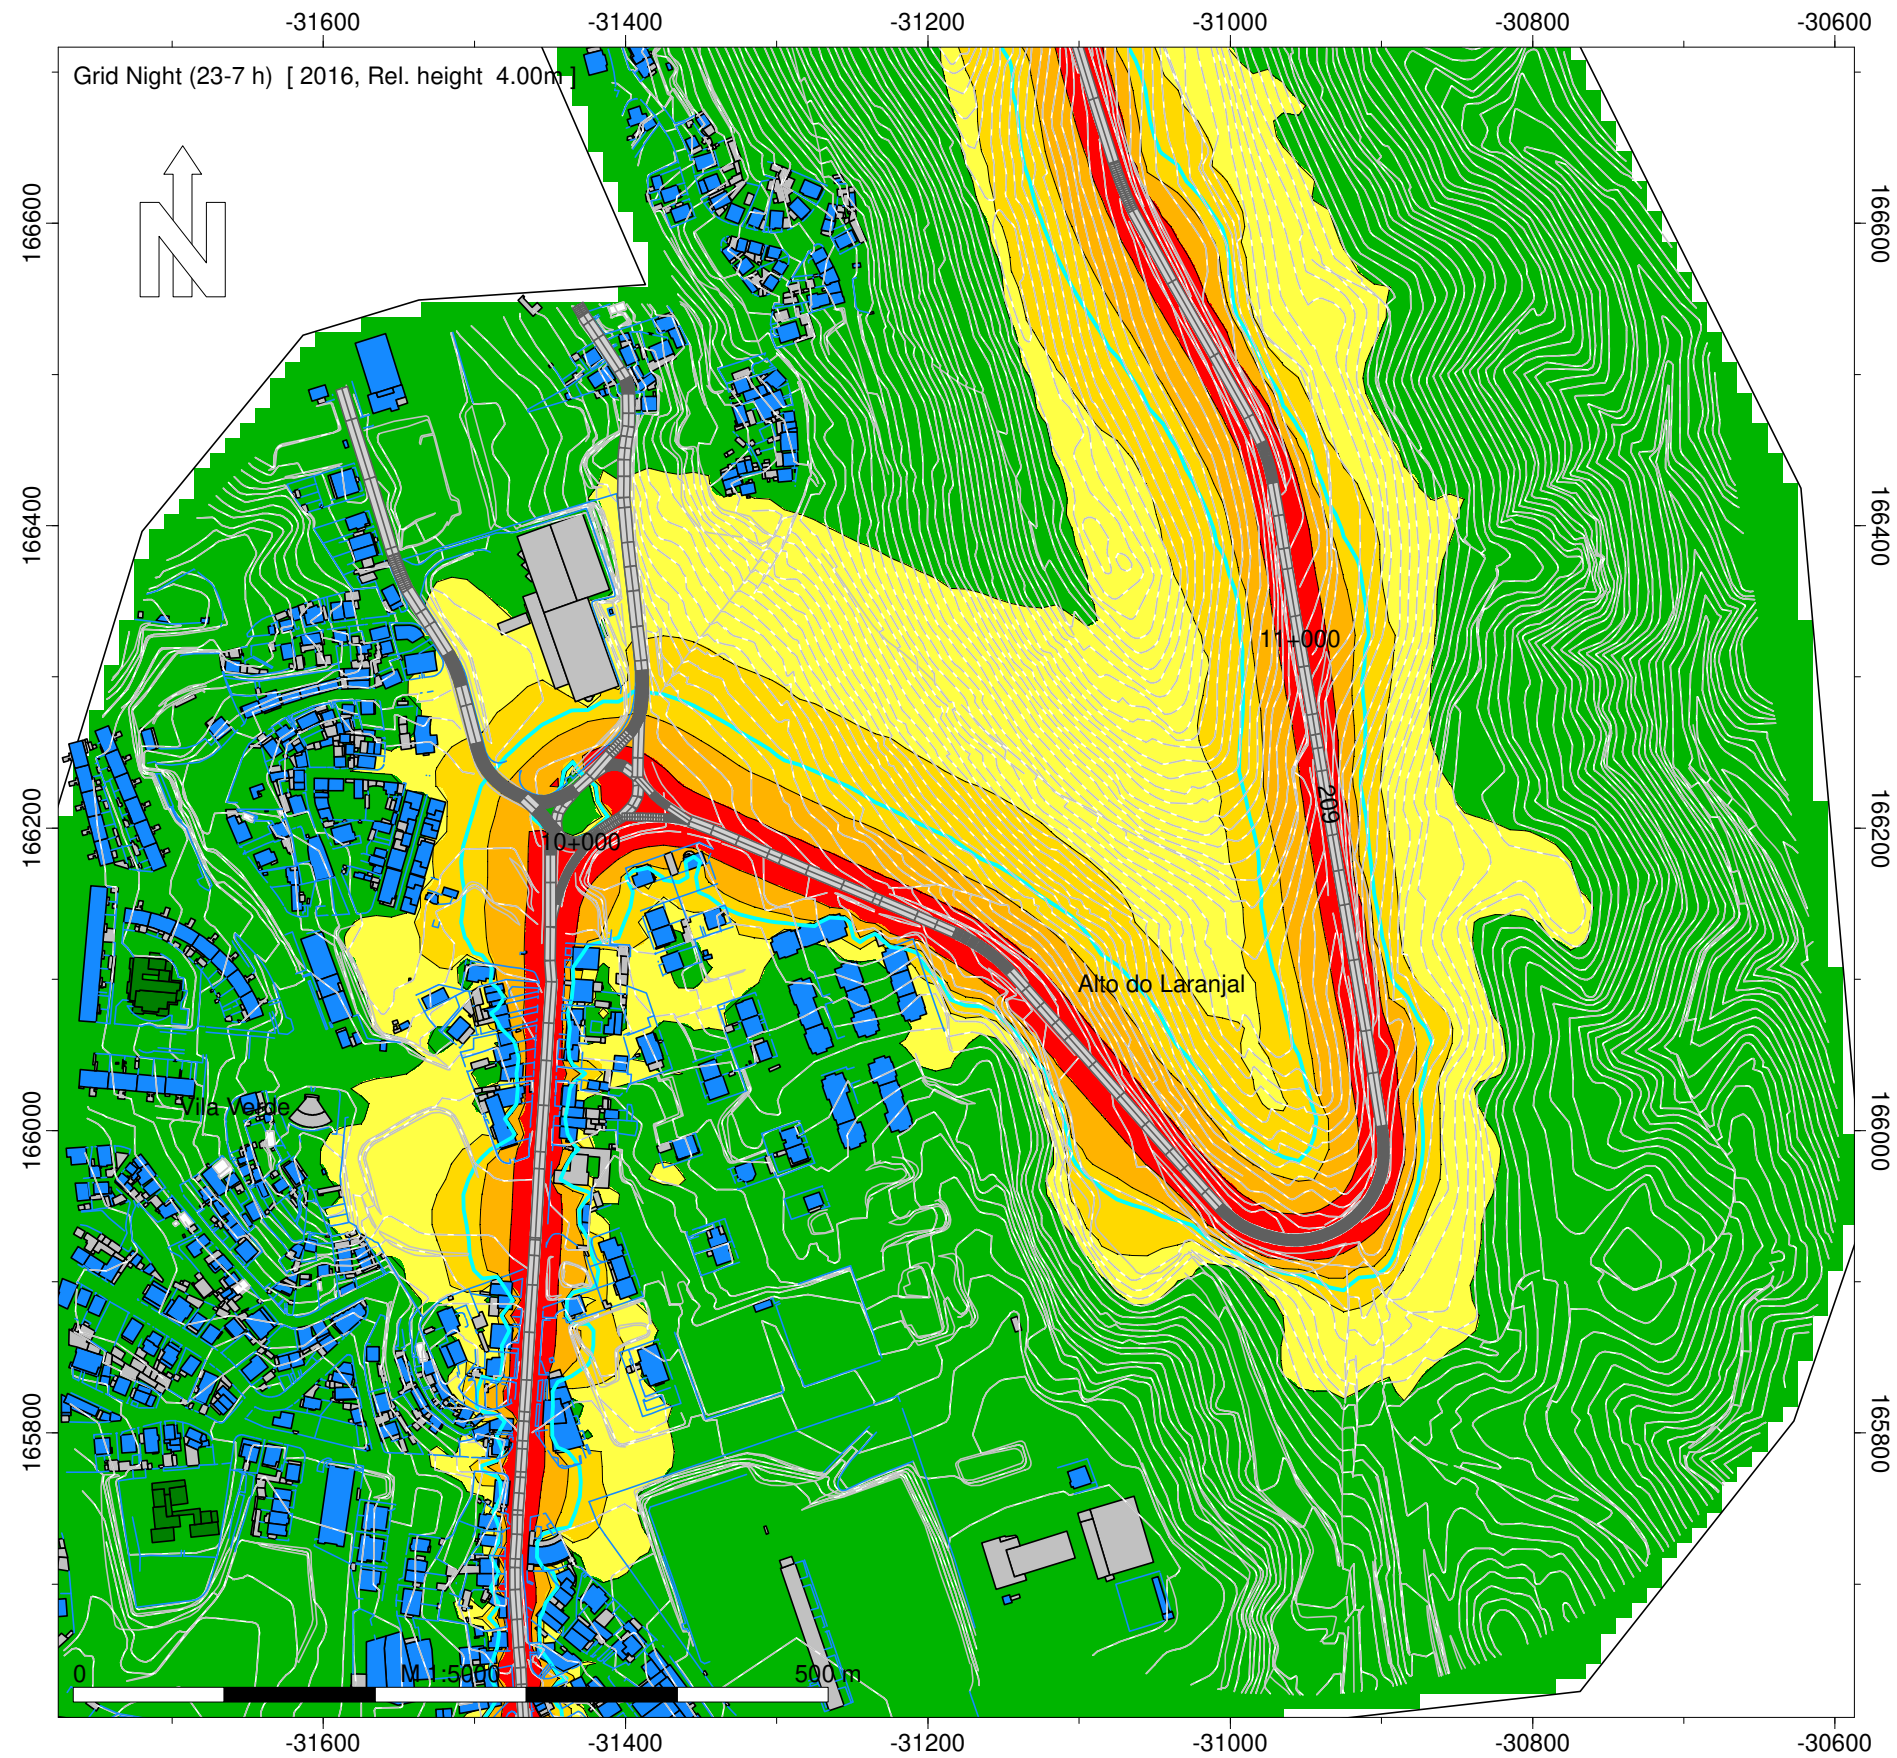 -31600 -31400 -31200 -31000 -30800 -30600
Grid Night (23-7 h) [ 2016, Rel. height 4.00m ]
N
166600 166600
166400 166400
11+000
209
166200 166200
10+000
Alto do Laranjal
Vila Verde
166000 166000
165800 165800
0 M 1:5000 500 m
-31600 -31400 -31200 -31000 -30800 -30600